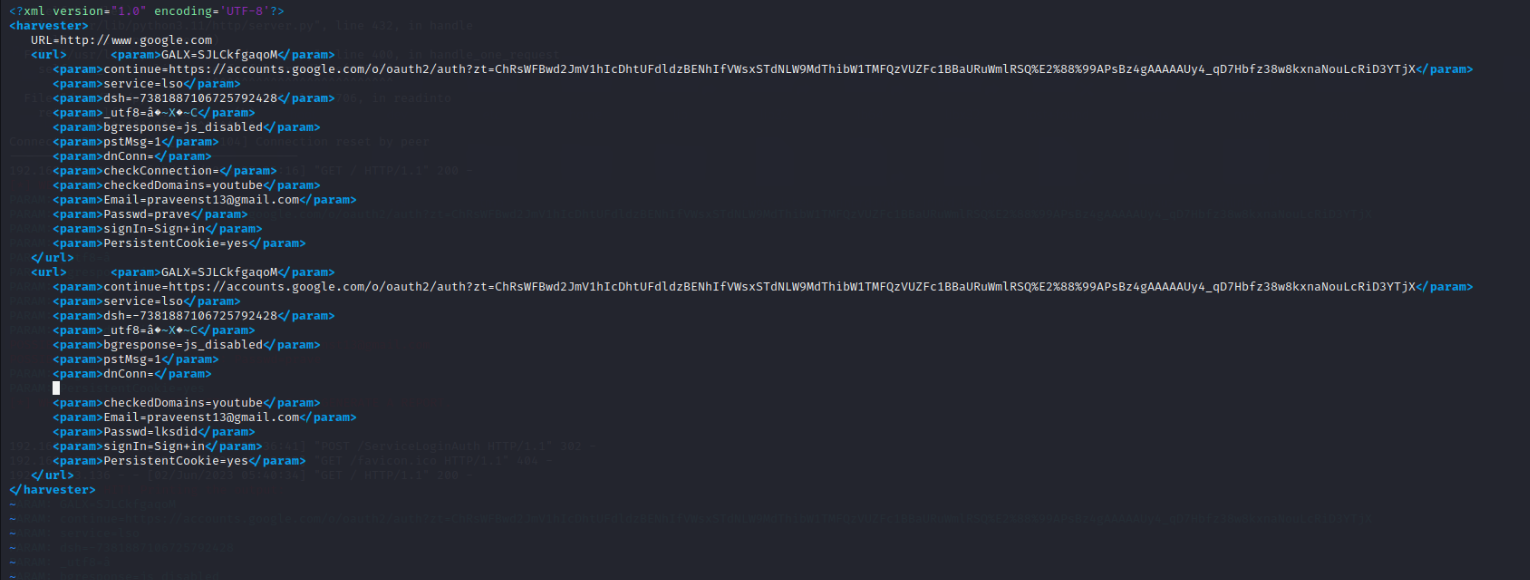 <?xml version="1.0" encoding='UTF-8'?>
<harvester>
URL=http://www.google.com
<url> <param>GALX=SJLCkfgaqoM</param>
<param>continue=https://accounts.google.com/o/oauth2/auth?zt=ChRsWFBwd2JmV1hIcDhtUFdldzBENhIfVWsxSTdNLW9MdThibW1TMFQzVUZFc1BBaURuWmlRSQ%E2%88%99APsBz4gAAAAAUy4_qD7Hbfz38w8kxnaNouLcRiD3YTjX</param>
<param>service=lso</param>
<param>dsh=-7381887106725792428</param>
<param>_utf8=â�~X�~C</param>
<param>bgresponse=js_disabled</param>
<param>pstMsg=1</param>
<param>dnConn=</param>
<param>checkConnection=</param>
<param>checkedDomains=youtube</param>
<param>Email=praveenst13@gmail.com</param>
<param>Passwd=prave</param>
<param>signIn=Sign+in</param>
<param>PersistentCookie=yes</param>
</url>
<url> <param>GALX=SJLCkfgaqoM</param>
<param>continue=https://accounts.google.com/o/oauth2/auth?zt=ChRsWFBwd2JmV1hIcDhtUFdldzBENhIfVWsxSTdNLW9MdThibW1TMFQzVUZFc1BBaURuWmlRSQ%E2%88%99APsBz4gAAAAAUy4_qD7Hbfz38w8kxnaNouLcRiD3YTjX</param>
<param>service=lso</param>
<param>dsh=-7381887106725792428</param>
<param>_utf8=â�~X�~C</param>
<param>bgresponse=js_disabled</param>
<param>pstMsg=1</param>
<param>dnConn=</param>
<param>checkedDomains=youtube</param>
<param>Email=praveenst13@gmail.com</param>
<param>Passwd=lksdid</param>
<param>signIn=Sign+in</param>
<param>PersistentCookie=yes</param>
</url>
</harvester>
~
~
~
~
~
~